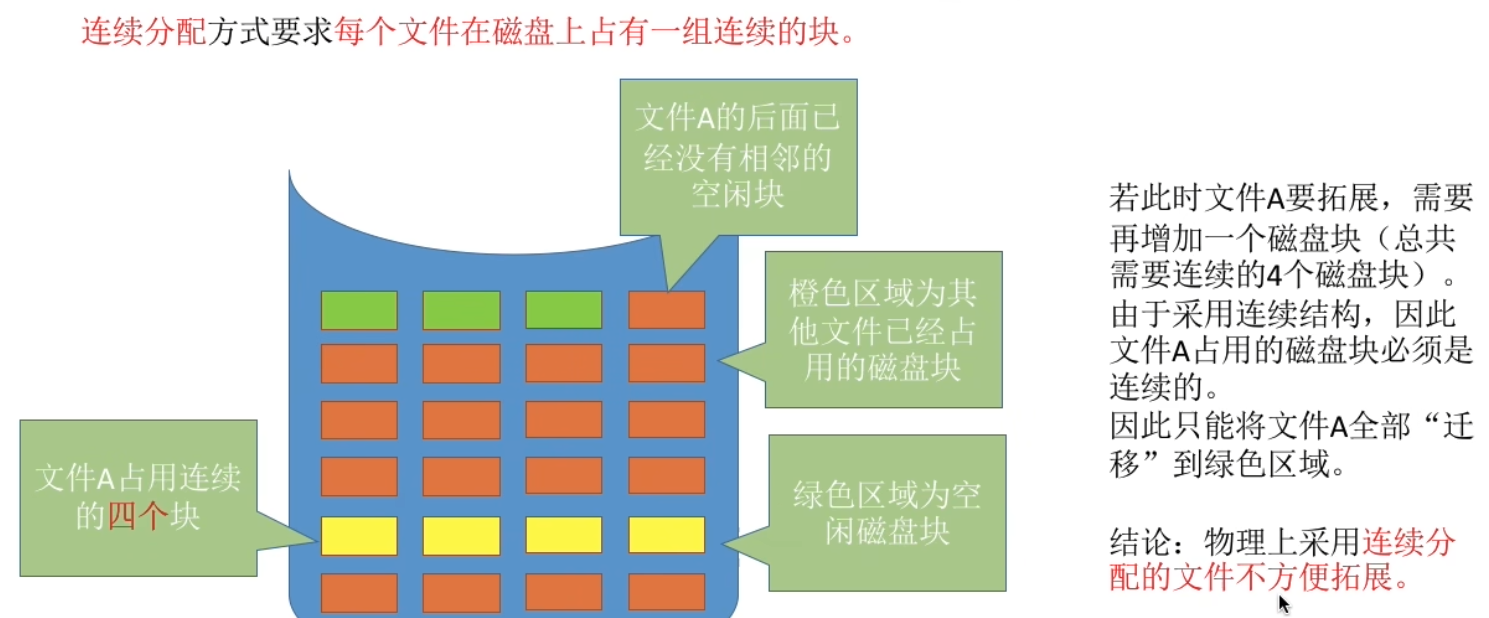 连续分配方式要求每个文件在磁盘上占有一组连续的块。
文件A的后面已
经没有相邻的
空闲块
橙色区域为其
他文件已经占
用的磁盘块
文件A占用连续
的四个块
绿色区域为空
闲磁盘块
若此时文件A要拓展，需要
再增加一个磁盘块（总共
需要连续的4个磁盘块）。
由于采用连续结构，因此
文件A占用的磁盘块必须是
连续的。
因此只能将文件A全部“迁
移”到绿色区域。
结论：物理上采用连续分
配的文件不方便拓展。